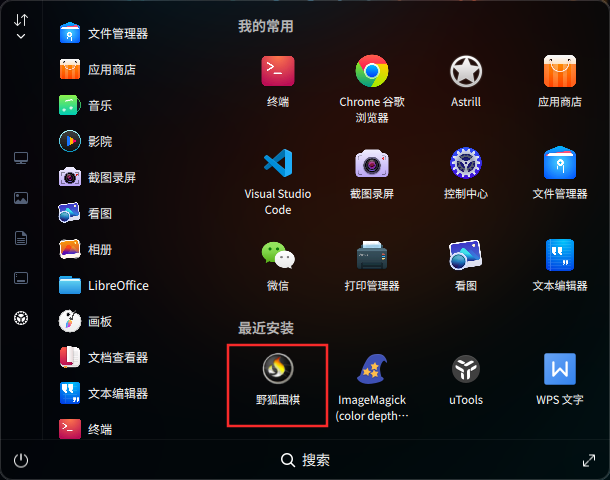 文件管理器
应用商店
音乐
影院
截图录屏
看图
相册
LibreOffice
画板
文档查看器
文本编辑器
终端
我的常用
终端
Chrome 谷歌
浏览器
Astrill
应用商店
Visual Studio
Code
截图录屏
控制中心
文件管理器
微信
打印管理器
看图
文本编辑器
最近安装
野狐围棋
ImageMagick
(color depth…
uTools
WPS 文字
搜索